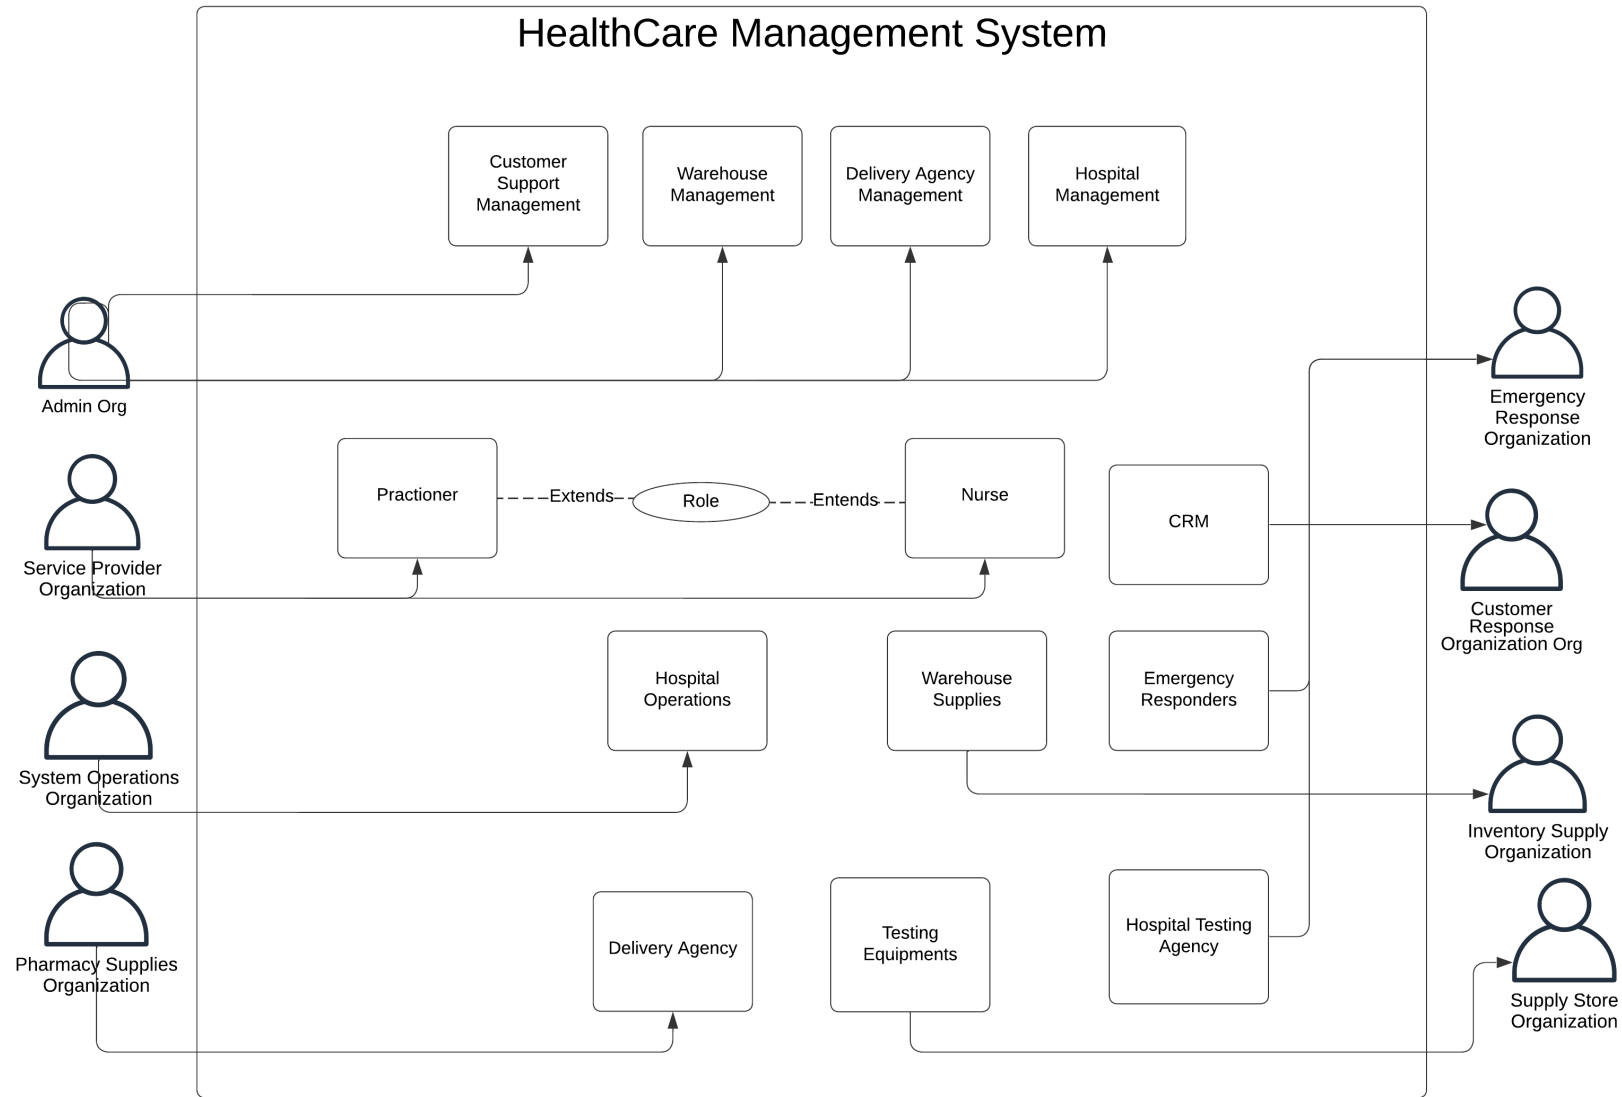 HealthCare Management System
Customer
Support
Management
Warehouse
Management
Delivery Agency
Management
Hospital
Management
Admin Org
Emergency
Response
Organization
Practioner
Extends
Role
Entends
Nurse
CRM
Service Provider
Organization
Customer
Response
Organization Org
Hospital
Operations
Warehouse
Supplies
Emergency
Responders
System Operations
Organization
Inventory Supply
Organization
Delivery Agency
Testing
Equipments
Hospital Testing
Agency
Pharmacy Supplies
Organization
Supply Store
Organization